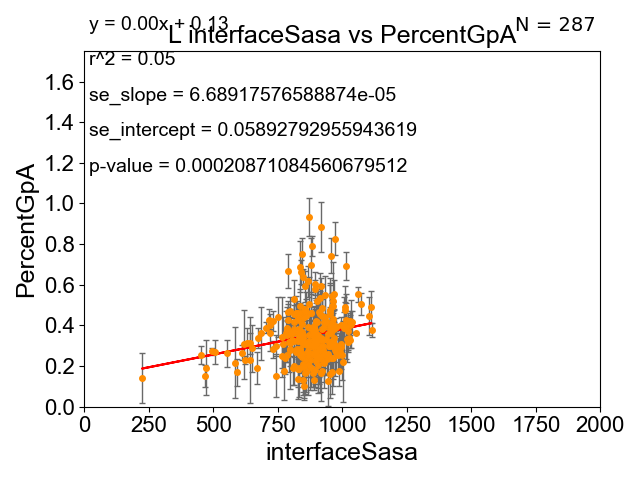 y = 0.00x + 0.13
L interfaceSasa vs PercentGpA
N = 287
r^2 = 0.05
se_slope = 6.68917576588874e-05
se_intercept = 0.05892792955943619
p-value = 0.00020871084560679512
PercentGpA
1.6
1.4
1.2
1.0
0.8
0.6
0.4
0.2
0.0
0 250 500 750 1000 1250 1500 1750 2000
interfaceSasa